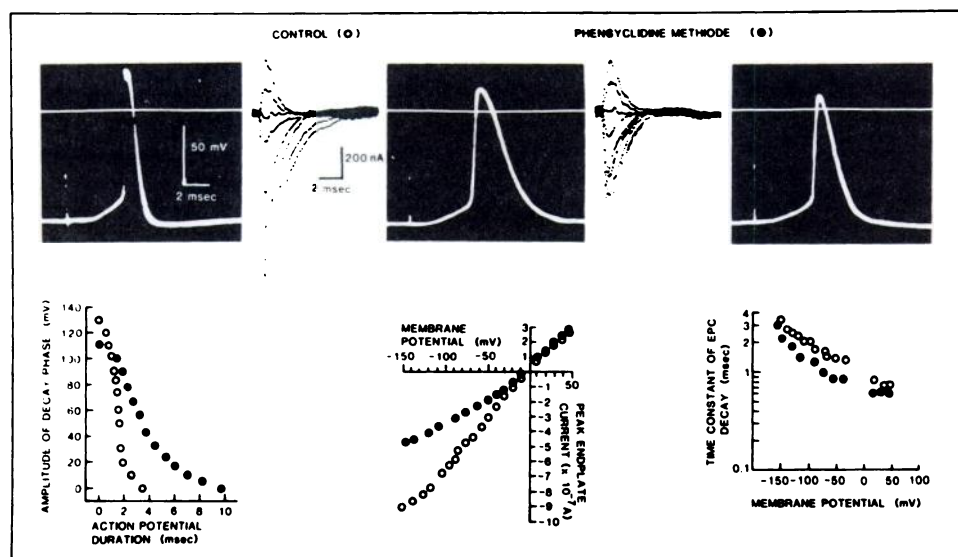 CONTROL (O)
PHENSYCLIDINE METHIODE (●)
50 mV
2 msec
200 nA
2 msec
AMPLITUDE OF DECAY PHASE (mV)
140
120
100
80
60
40
20
0
0 2 4 6 8 10
ACTION POTENTIAL
DURATION (msec)
MEMBRANE
POTENTIAL (mV)
-150 -100 -50
50
3
2
1
-1
-2
-3
-4
-5
-6
-7
-8
-9
-10
PEAK ENDPLATE
CURRENT (× 10⁻⁷A)
TIME CONSTANT OF EPC
DECAY (msec)
4
3
2
1.0
0.1
-150 -100 -50 0 50 100
MEMBRANE POTENTIAL (mV)